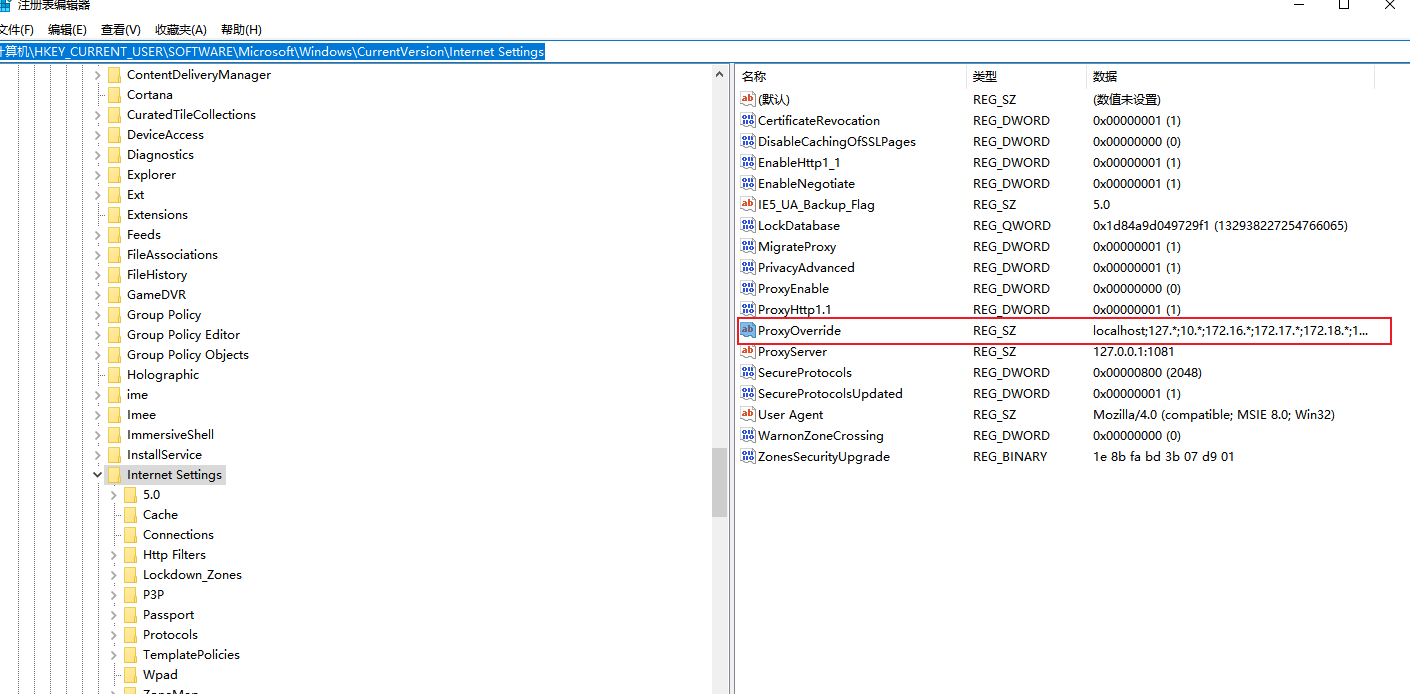 注册表编辑器
文件(F) 编辑(E) 查看(V) 收藏夹(A) 帮助(H)
计算机\HKEY_CURRENT_USER\SOFTWARE\Microsoft\Windows\CurrentVersion\Internet Settings
ContentDeliveryManager
Cortana
CuratedTileCollections
DeviceAccess
Diagnostics
Explorer
Ext
Extensions
Feeds
FileAssociations
FileHistory
GameDVR
Group Policy
Group Policy Editor
Group Policy Objects
Holographic
ime
Imee
ImmersiveShell
InstallService
Internet Settings
5.0
Cache
Connections
Http Filters
Lockdown_Zones
P3P
Passport
Protocols
TemplatePolicies
Wpad
ZoneMap
名称 类型 数据
(默认) REG_SZ (数值未设置)
CertificateRevocation REG_DWORD 0x00000001 (1)
DisableCachingOfSSLPages REG_DWORD 0x00000000 (0)
EnableHttp1_1 REG_DWORD 0x00000001 (1)
EnableNegotiate REG_DWORD 0x00000001 (1)
IE5_UA_Backup_Flag REG_SZ 5.0
LockDatabase REG_QWORD 0x1d84a9d049729f1 (132938227254766065)
MigrateProxy REG_DWORD 0x00000001 (1)
PrivacyAdvanced REG_DWORD 0x00000001 (1)
ProxyEnable REG_DWORD 0x00000000 (0)
ProxyHttp1.1 REG_DWORD 0x00000001 (1)
ProxyOverride REG_SZ localhost;127.*;10.*;172.16.*;172.17.*;172.18.*;1...
ProxyServer REG_SZ 127.0.0.1:1081
SecureProtocols REG_DWORD 0x00000800 (2048)
SecureProtocolsUpdated REG_DWORD 0x00000001 (1)
User Agent REG_SZ Mozilla/4.0 (compatible; MSIE 8.0; Win32)
WarnonZoneCrossing REG_DWORD 0x00000000 (0)
ZonesSecurityUpgrade REG_BINARY 1e 8b fa bd 3b 07 d9 01